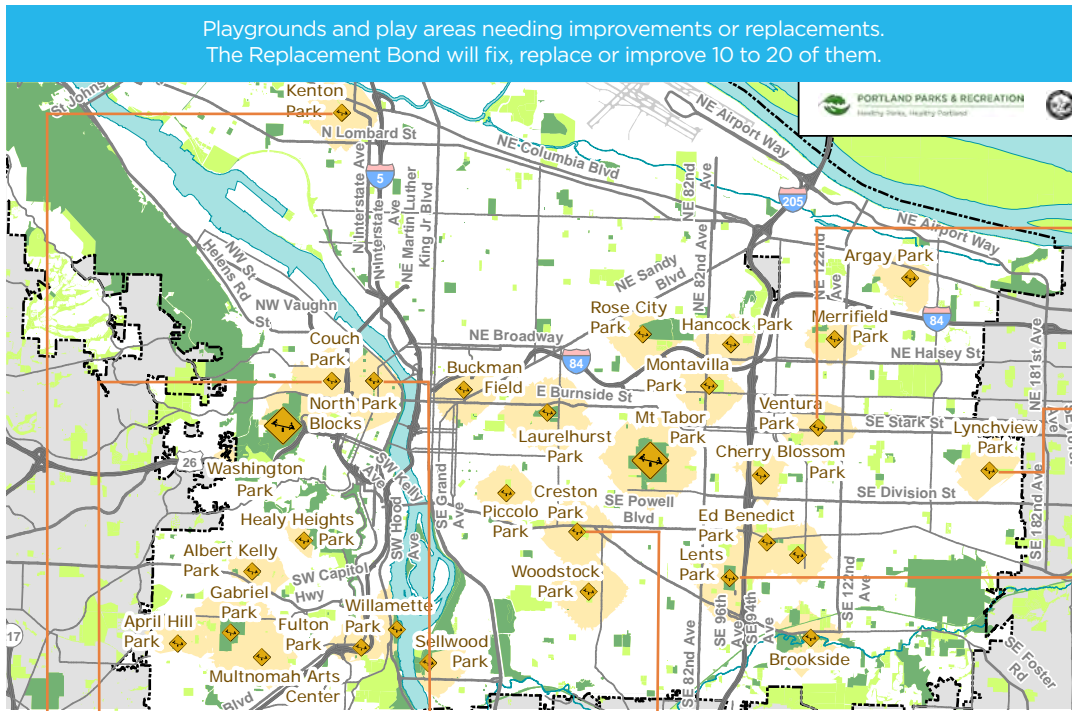 Playgrounds and play areas needing improvements or replacements.
The Replacement Bond will fix, replace or improve 10 to 20 of them.
PORTLAND PARKS & RECREATION
Healthy Parks, Healthy Portland
St Johns
Kenton
Park
N Lombard St
NE Columbia Blvd
NE Airport Way
5
205
N Interstate Ave
N Interstate
Ave
NE Martin Luther
King Jr Blvd
NE 82nd
Ave
NE 82nd Ave
NE Airport Way
NW St
Helens Rd
NE Sandy
Blvd
NE 122nd
Ave
Argay Park
NW Vaughn
St
Rose City
Park
Hancock Park
Merrifield
Park
84
NE Broadway
NE Halsey St
NE 181st Ave
Couch
Park
84
Buckman
Field
Montavilla
Park
E Burnside St
North Park
Blocks
Mt Tabor
Park
Ventura
Park
SE Stark St
Lynchview
Park
Laurelhurst
Park
Cherry Blossom
Park
26
Washington
Park
SW Kelly
Ave
SE Grand
Ave
SW Hood
Ave
Creston
Park
Piccolo
Park
SE Powell
Blvd
SE Division St
SE 182nd Ave
Healy Heights
Park
Ed Benedict
Park
Albert Kelly
Park
SW Capitol
Hwy
Woodstock
Park
Lents
Park
SE 122nd
Ave
Gabriel
Park
April Hill
Park
Fulton
Park
Willamette
Park
Sellwood
Park
SE 82nd Ave
SE 96th
Ave
SE 94th
Ave
Brookside
SE Foster
Rd
17
Multnomah Arts
Center
Blvd